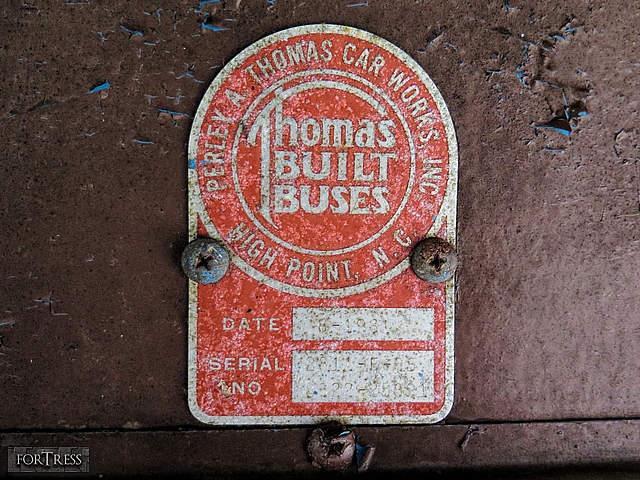 PERLEY A. THOMAS CAR WORKS, INC
Thomas
BUILT
BUSES
HIGH POINT, N.C.
DATE
SERIAL
NO
FORTRESS